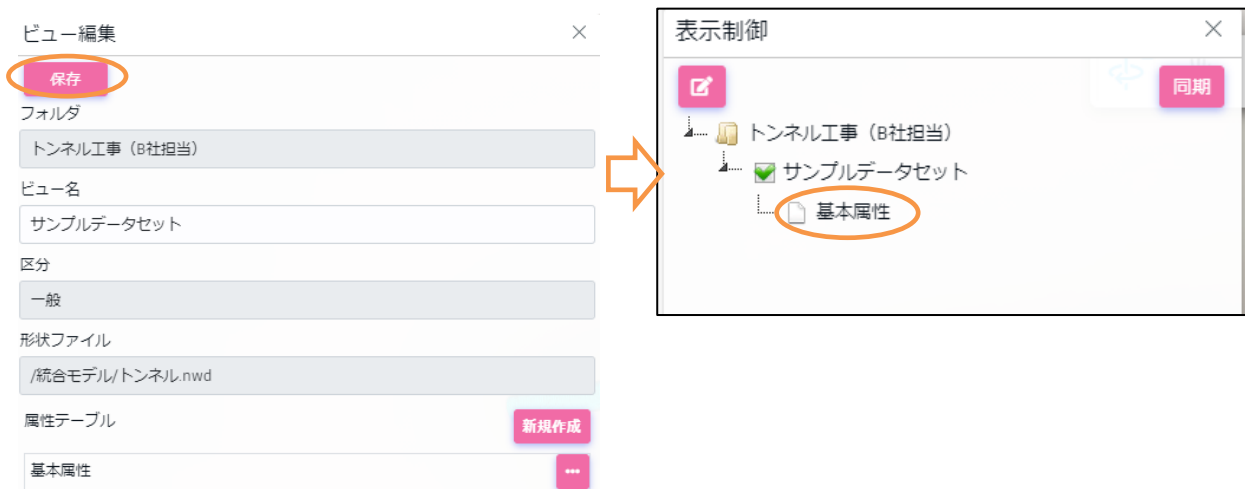 ビュー編集
保存
フォルダ
トンネル工事（B社担当）
ビュー名
サンプルデータセット
区分
一般
形状ファイル
/統合モデル/トンネル.nwd
属性テーブル
新規作成
基本属性
表示制御
同期
トンネル工事（B社担当）
サンプルデータセット
基本属性